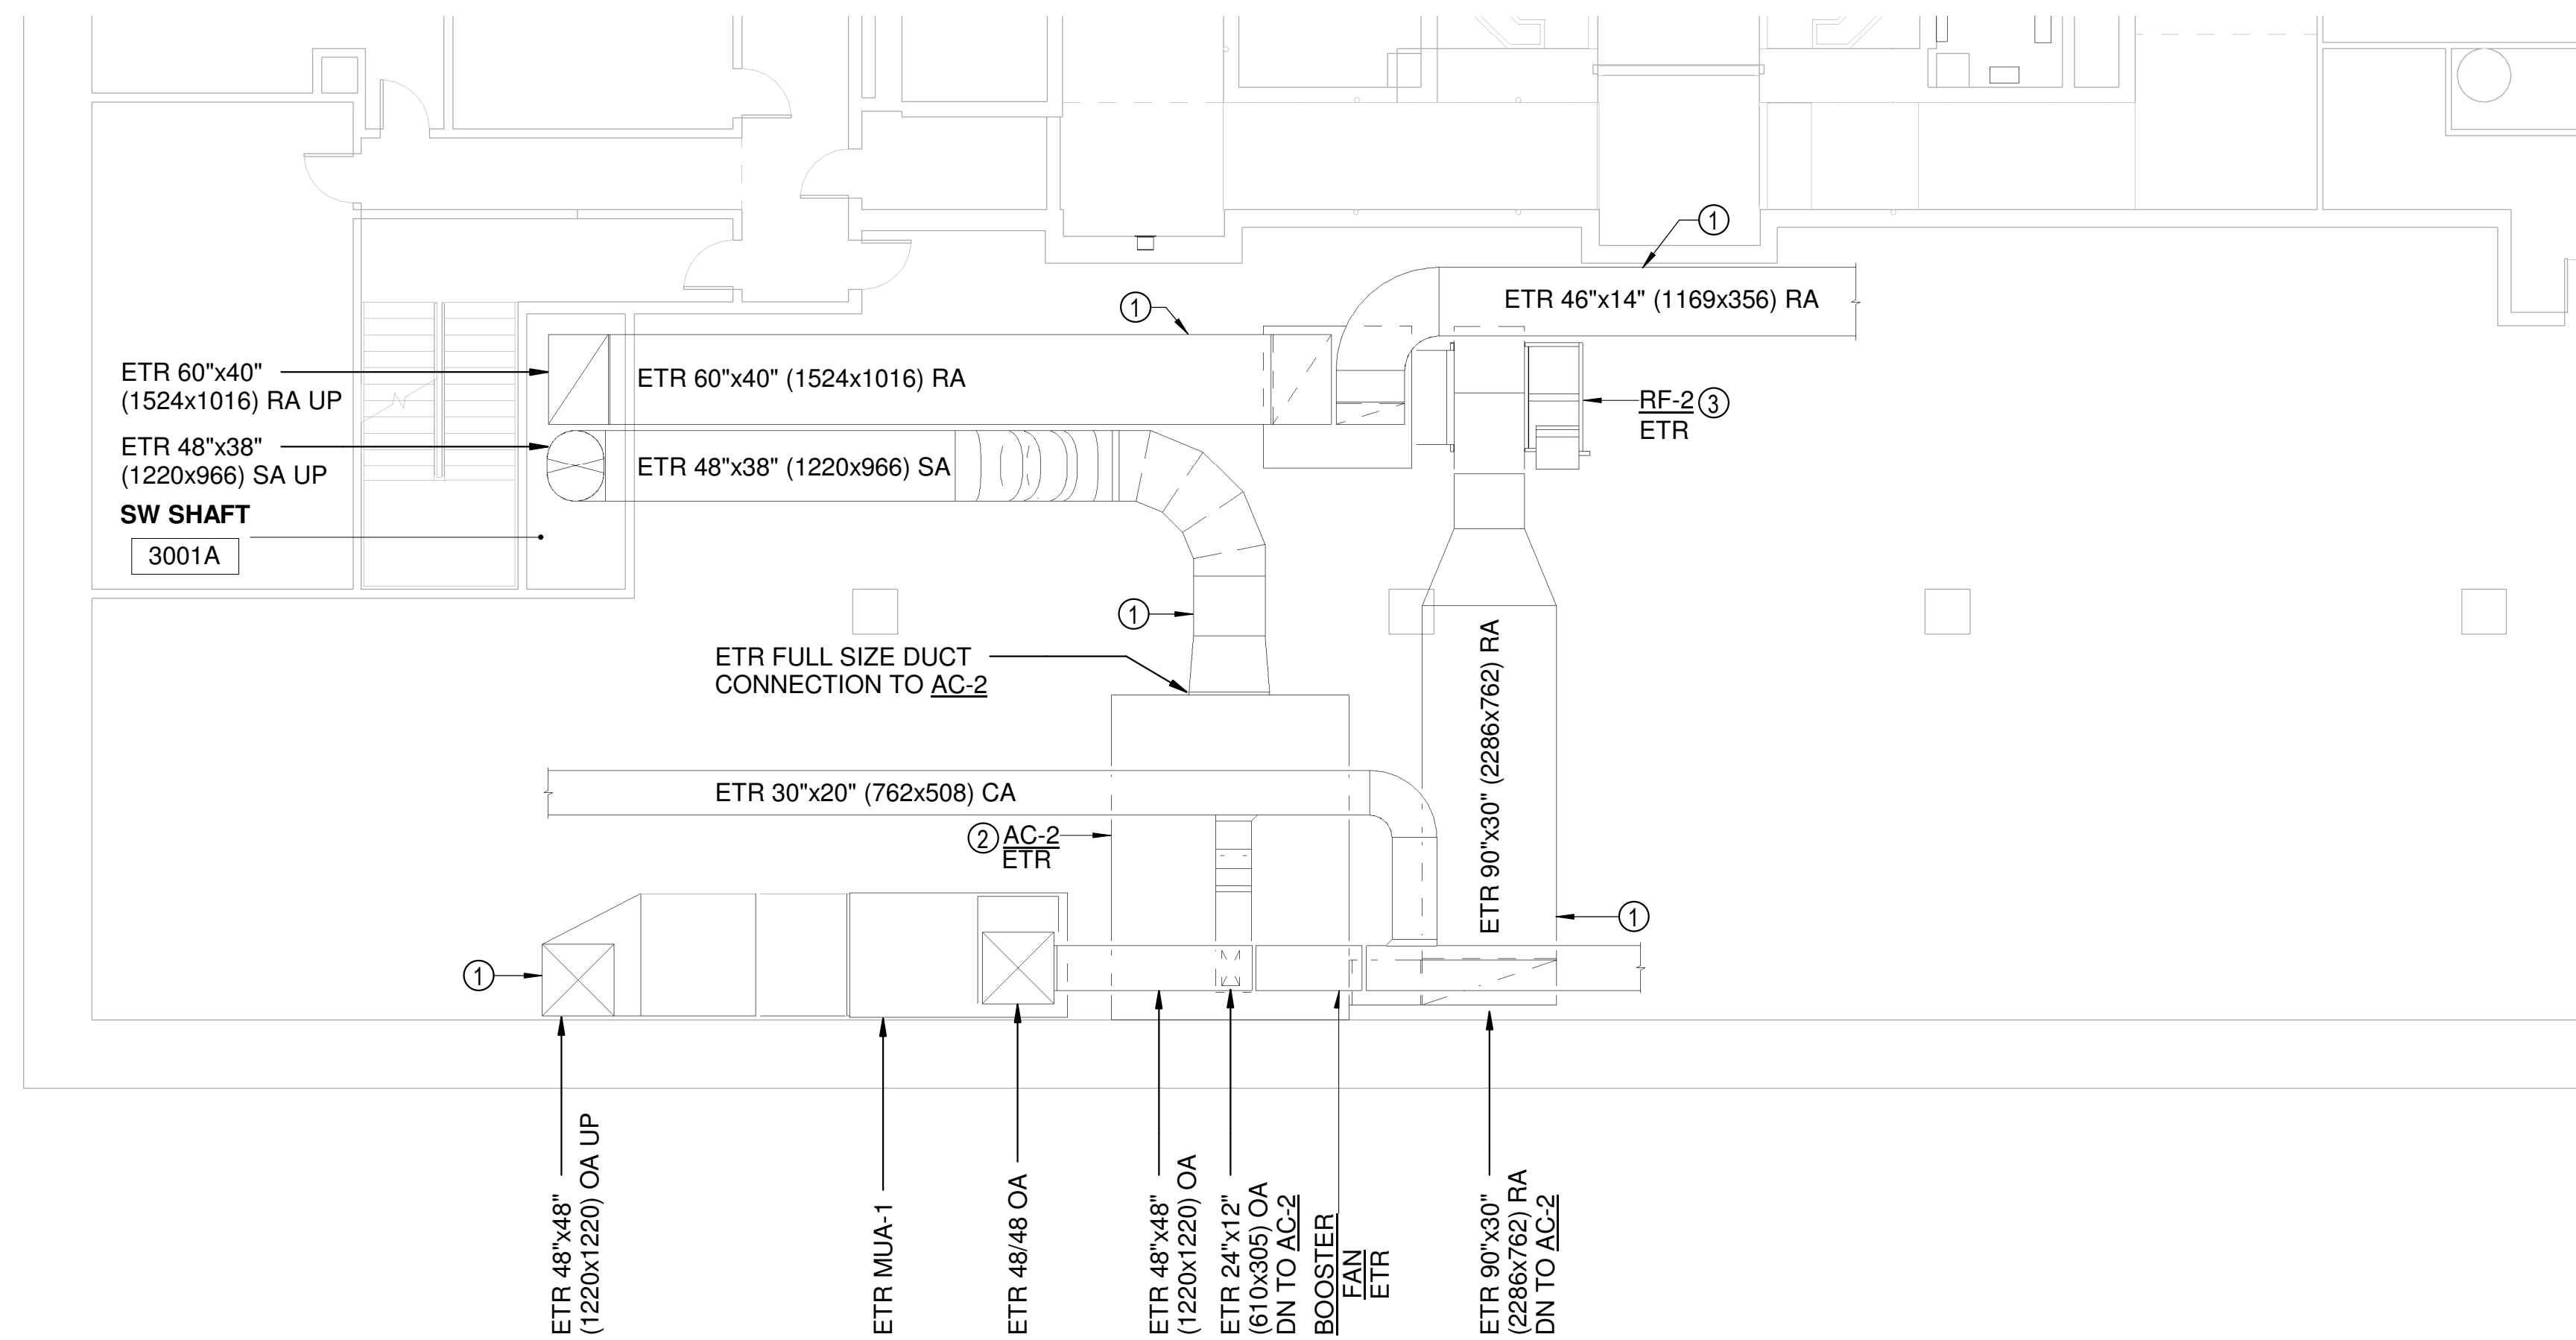 1
ETR 46"x14" (1169x356) RA
1
ETR 60"x40"
(1524x1016) RA UP
ETR 60"x40" (1524x1016) RA
RF-2 3
ETR
ETR 48"x38"
(1220x966) SA UP
ETR 48"x38" (1220x966) SA
SW SHAFT
3001A
1
ETR FULL SIZE DUCT
CONNECTION TO AC-2
ETR 90"x30" (2286x762) RA
ETR 30"x20" (762x508) CA
2 AC-2
ETR
1
1
ETR 48"x48"
(1220x1220) OA UP
ETR MUA-1
ETR 48/48 OA
ETR 48"x48"
(1220x1220) OA
ETR 24"x12"
(610x305) OA
DN TO AC-2
BOOSTER
FAN
ETR
ETR 90"x30"
(2286x762) RA
DN TO AC-2